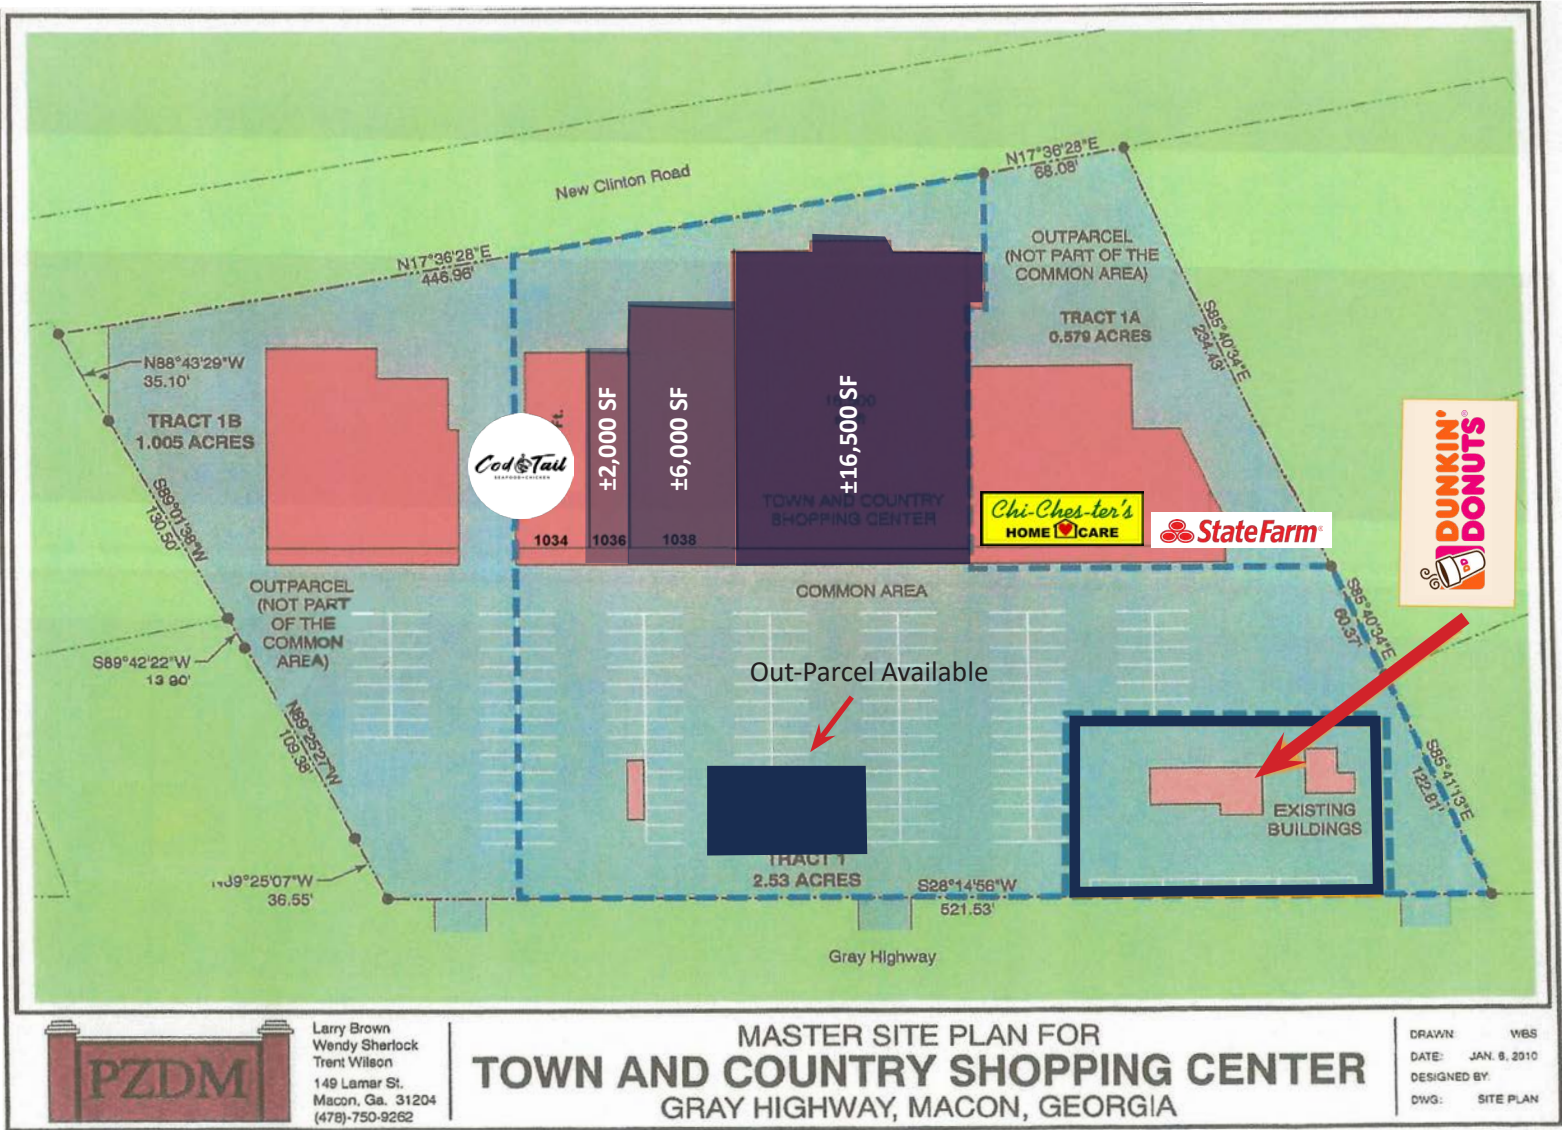 New Clinton Road
N17°36'28"E
68.08'
N17°36'28"E
446.96'
OUTPARCEL
(NOT PART OF THE
COMMON AREA)
TRACT 1A
0.579 ACRES
S85°40'34"E
234.43'
N88°43'29"W
35.10'
TRACT 1B
1.005 ACRES
S89°01'36"W
130.50'
Cod Tail
SEAFOOD+CHICKEN
Ft.
±2,000 SF
±6,000 SF
±16,500 SF
TOWN AND COUNTRY
SHOPPING CENTER
1034
1036
1038
Chi-Ches-ter's
HOME CARE
StateFarm
DUNKIN'
DONUTS
DD
COMMON AREA
OUTPARCEL
(NOT PART
OF THE
COMMON
AREA)
S89°42'22"W
13.90'
N89°25'27"W
109.38'
S85°40'34"E
60.37'
Out-Parcel Available
S85°41'13"E
122.81'
EXISTING
BUILDINGS
TRACT 1
2.53 ACRES
S28°14'56"W
521.53'
36.55'
Gray Highway
PZDM
Larry Brown
Wendy Sherlock
Trent Wilson
149 Lamar St.
Macon, Ga. 31204
(478)-750-9262
MASTER SITE PLAN FOR
TOWN AND COUNTRY SHOPPING CENTER
GRAY HIGHWAY, MACON, GEORGIA
DRAWN WBS
DATE: JAN. 6, 2010
DESIGNED BY:
DWG: SITE PLAN